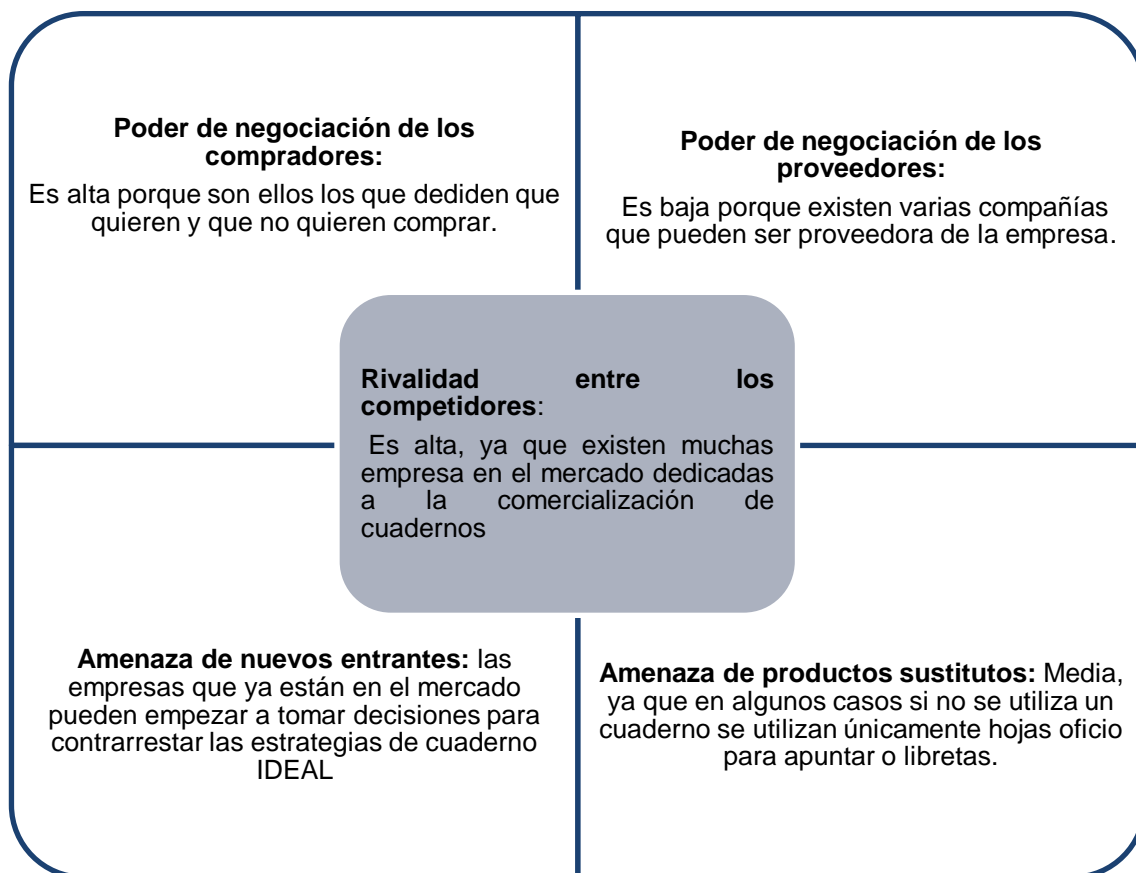 Poder de negociación de los
compradores:
Es alta porque son ellos los que dediden que
quieren y que no quieren comprar.
Poder de negociación de los
proveedores:
Es baja porque existen varias compañías
que pueden ser proveedora de la empresa.
Rivalidad entre los
competidores:
Es alta, ya que existen muchas
empresa en el mercado dedicadas
a la comercialización de
cuadernos
Amenaza de nuevos entrantes: las
empresas que ya están en el mercado
pueden empezar a tomar decisiones para
contrarrestar las estrategias de cuaderno
IDEAL
Amenaza de productos sustitutos: Media,
ya que en algunos casos si no se utiliza un
cuaderno se utilizan únicamente hojas oficio
para apuntar o libretas.